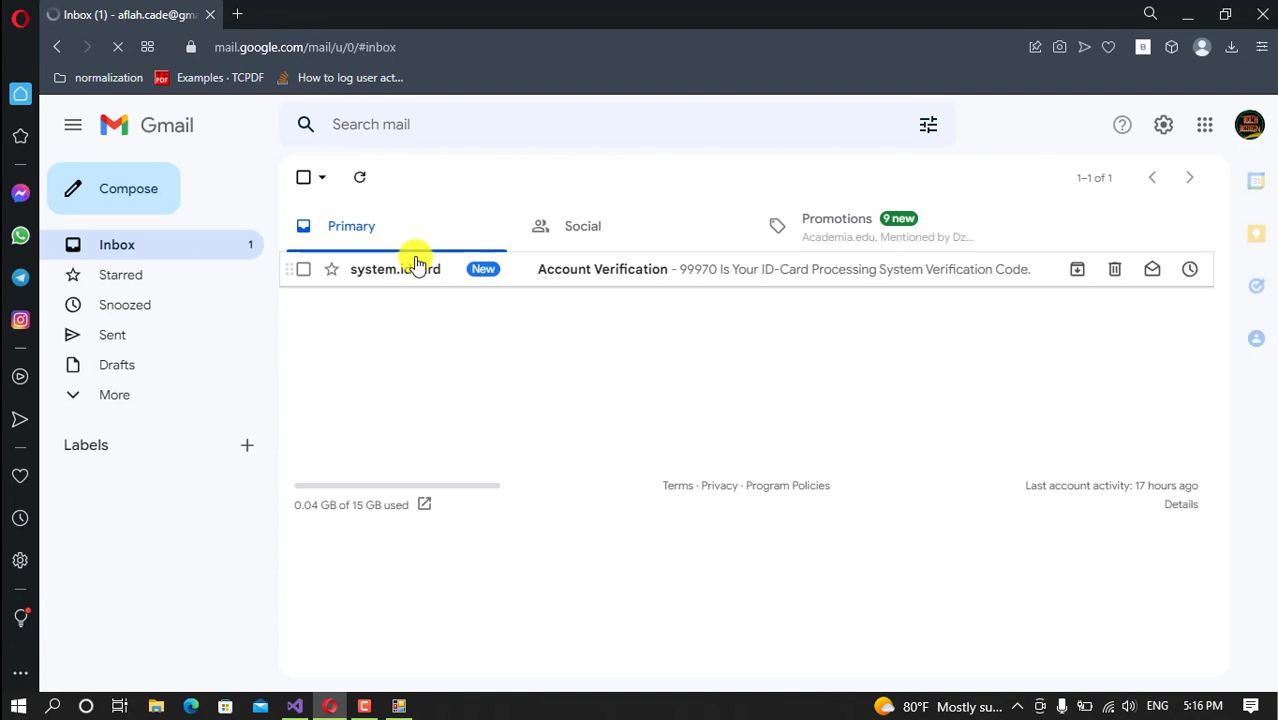 Inbox (1) - aflah.cade@gm
mail.google.com/mail/u/0/#inbox
B
normalization
PDF
Examples · TCPDF
How to log user act...
Gmail
Search mail
Compose
1–1 of 1
Primary
Social
Promotions 9 new
Academia.edu, Mentioned by Dz...
Inbox 1
New
Account Verification - 99970 Is Your ID-Card Processing System Verification Code.
Starred
Snoozed
Sent
Drafts
More
Labels
0.04 GB of 15 GB used
Terms · Privacy · Program Policies
Last account activity: 17 hours ago
Details
80°F Mostly su...
ENG
5:16 PM